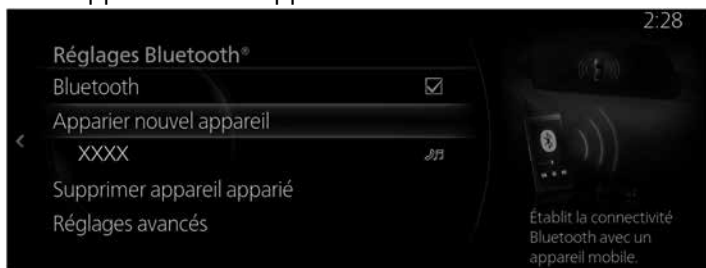 2:28
Réglages Bluetooth®
Bluetooth
Apparier nouvel appareil
XXXX
Supprimer appareil apparié
Réglages avancés
Établit la connectivité
Bluetooth avec un
appareil mobile.